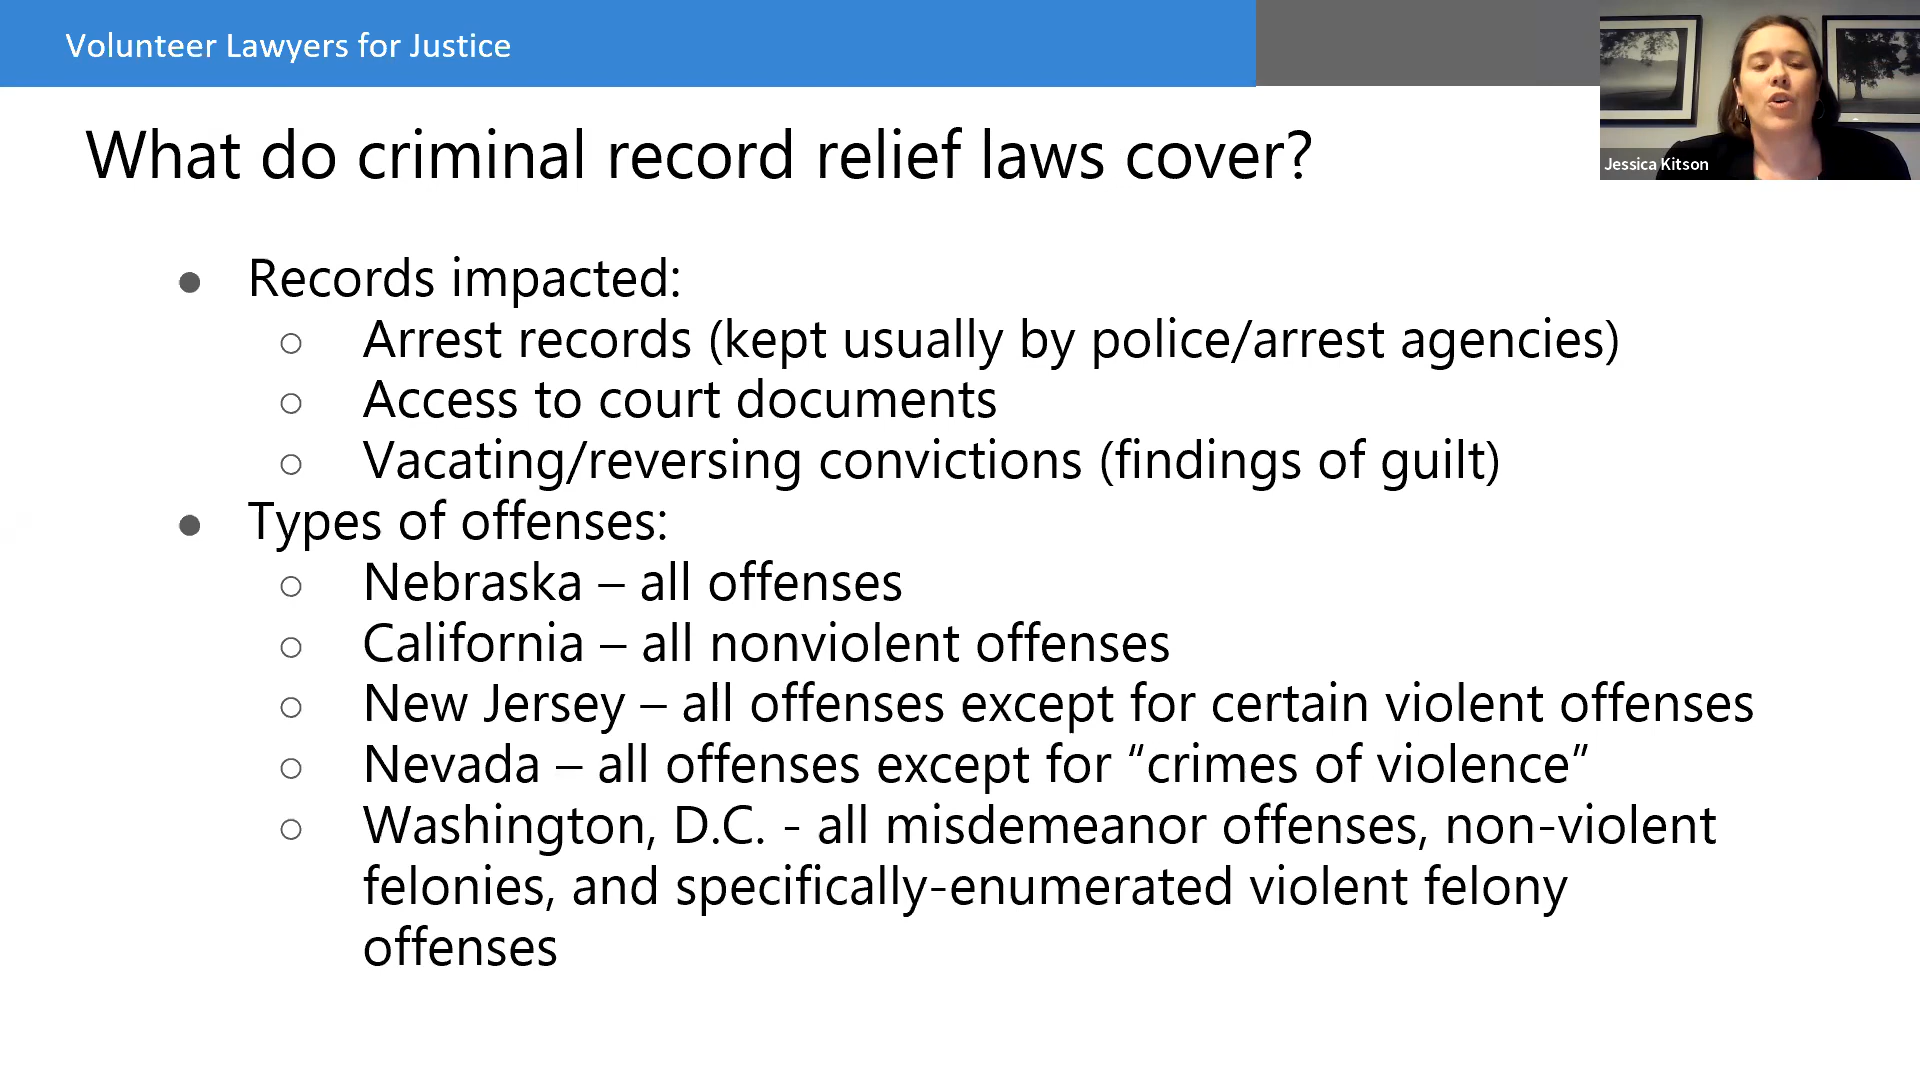 Volunteer Lawyers for Justice
Jessica Kitson
What do criminal record relief laws cover?
● Records impacted:
○ Arrest records (kept usually by police/arrest agencies)
○ Access to court documents
○ Vacating/reversing convictions (findings of guilt)
● Types of offenses:
○ Nebraska – all offenses
○ California – all nonviolent offenses
○ New Jersey – all offenses except for certain violent offenses
○ Nevada – all offenses except for “crimes of violence”
○ Washington, D.C. - all misdemeanor offenses, non-violent
felonies, and specifically-enumerated violent felony
offenses